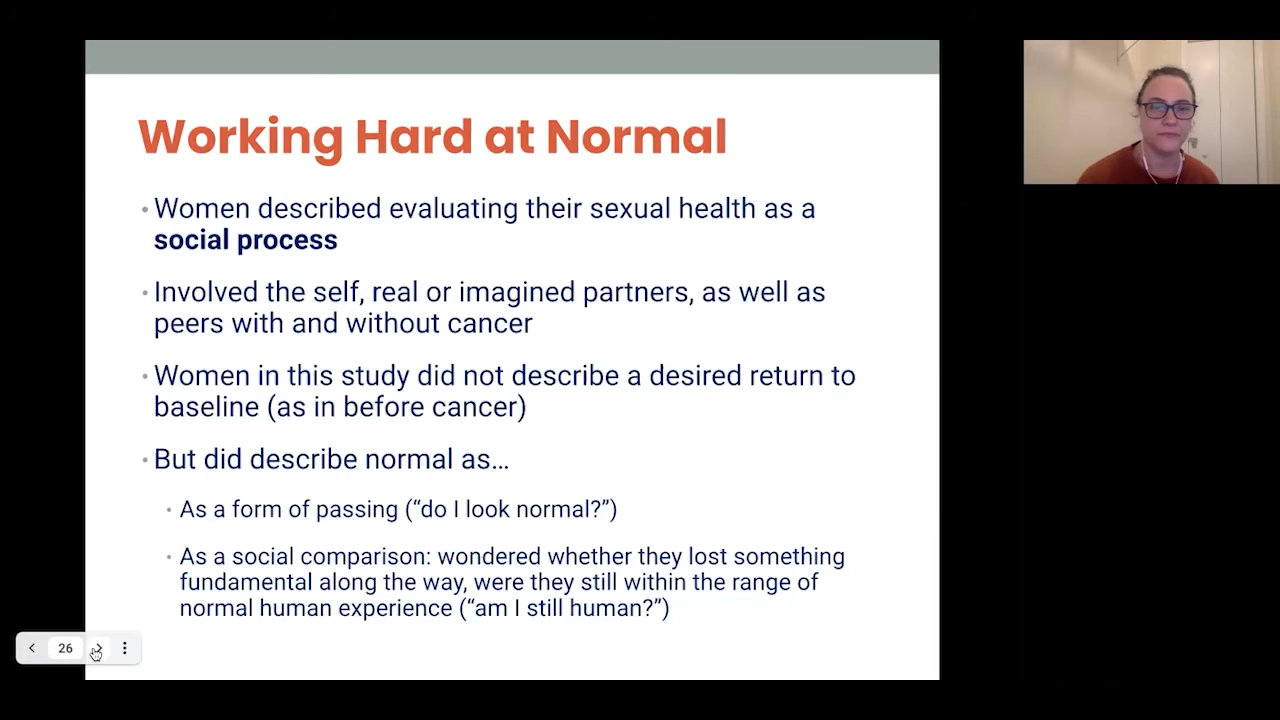 Working Hard at Normal
• Women described evaluating their sexual health as a
social process
• Involved the self, real or imagined partners, as well as
peers with and without cancer
• Women in this study did not describe a desired return to
baseline (as in before cancer)
• But did describe normal as…
• As a form of passing (“do I look normal?”)
• As a social comparison: wondered whether they lost something
fundamental along the way, were they still within the range of
normal human experience (“am I still human?”)
26